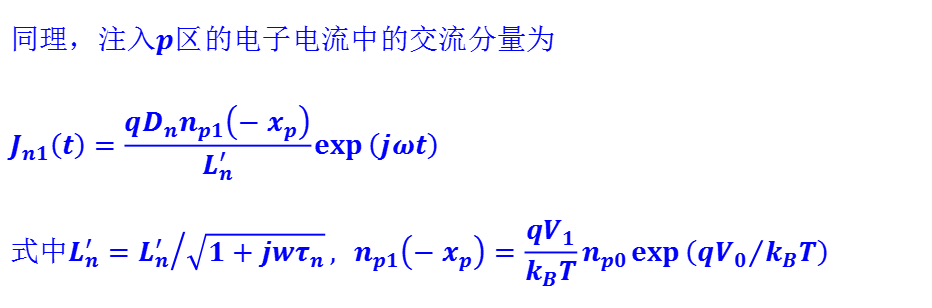 同理，注入p区的电子电流中的交流分量为
J_{n1}(t) = \frac{qD_n n_{p1}(-x_p)}{L'_n} exp (jωt)
式中L'_n = L'_n/\sqrt{1 + jwτ_n}，n_{p1}(-x_p) = \frac{qV_1}{k_BT} n_{p0} exp (qV_0/k_BT)